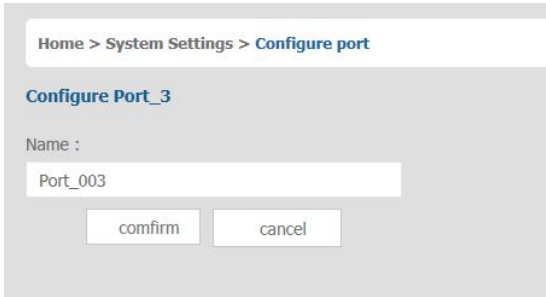 Home > System Settings > Configure port
Configure Port_3
Name :
Port_003
comfirm cancel